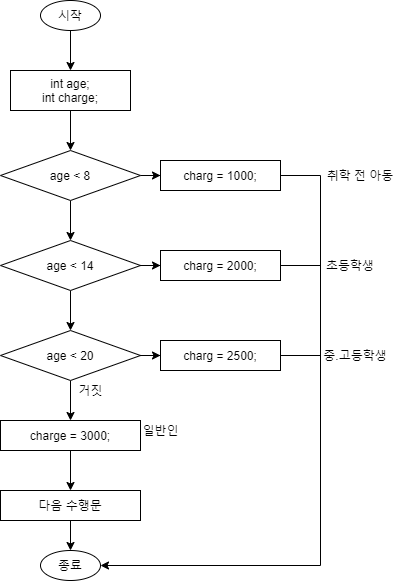 시작
int age;
int charge;
age < 8
charg = 1000;
취학 전 아동
age < 14
charg = 2000;
초등학생
age < 20
charg = 2500;
중.고등학생
거짓
charge = 3000;
일반인
다음 수행문
종료